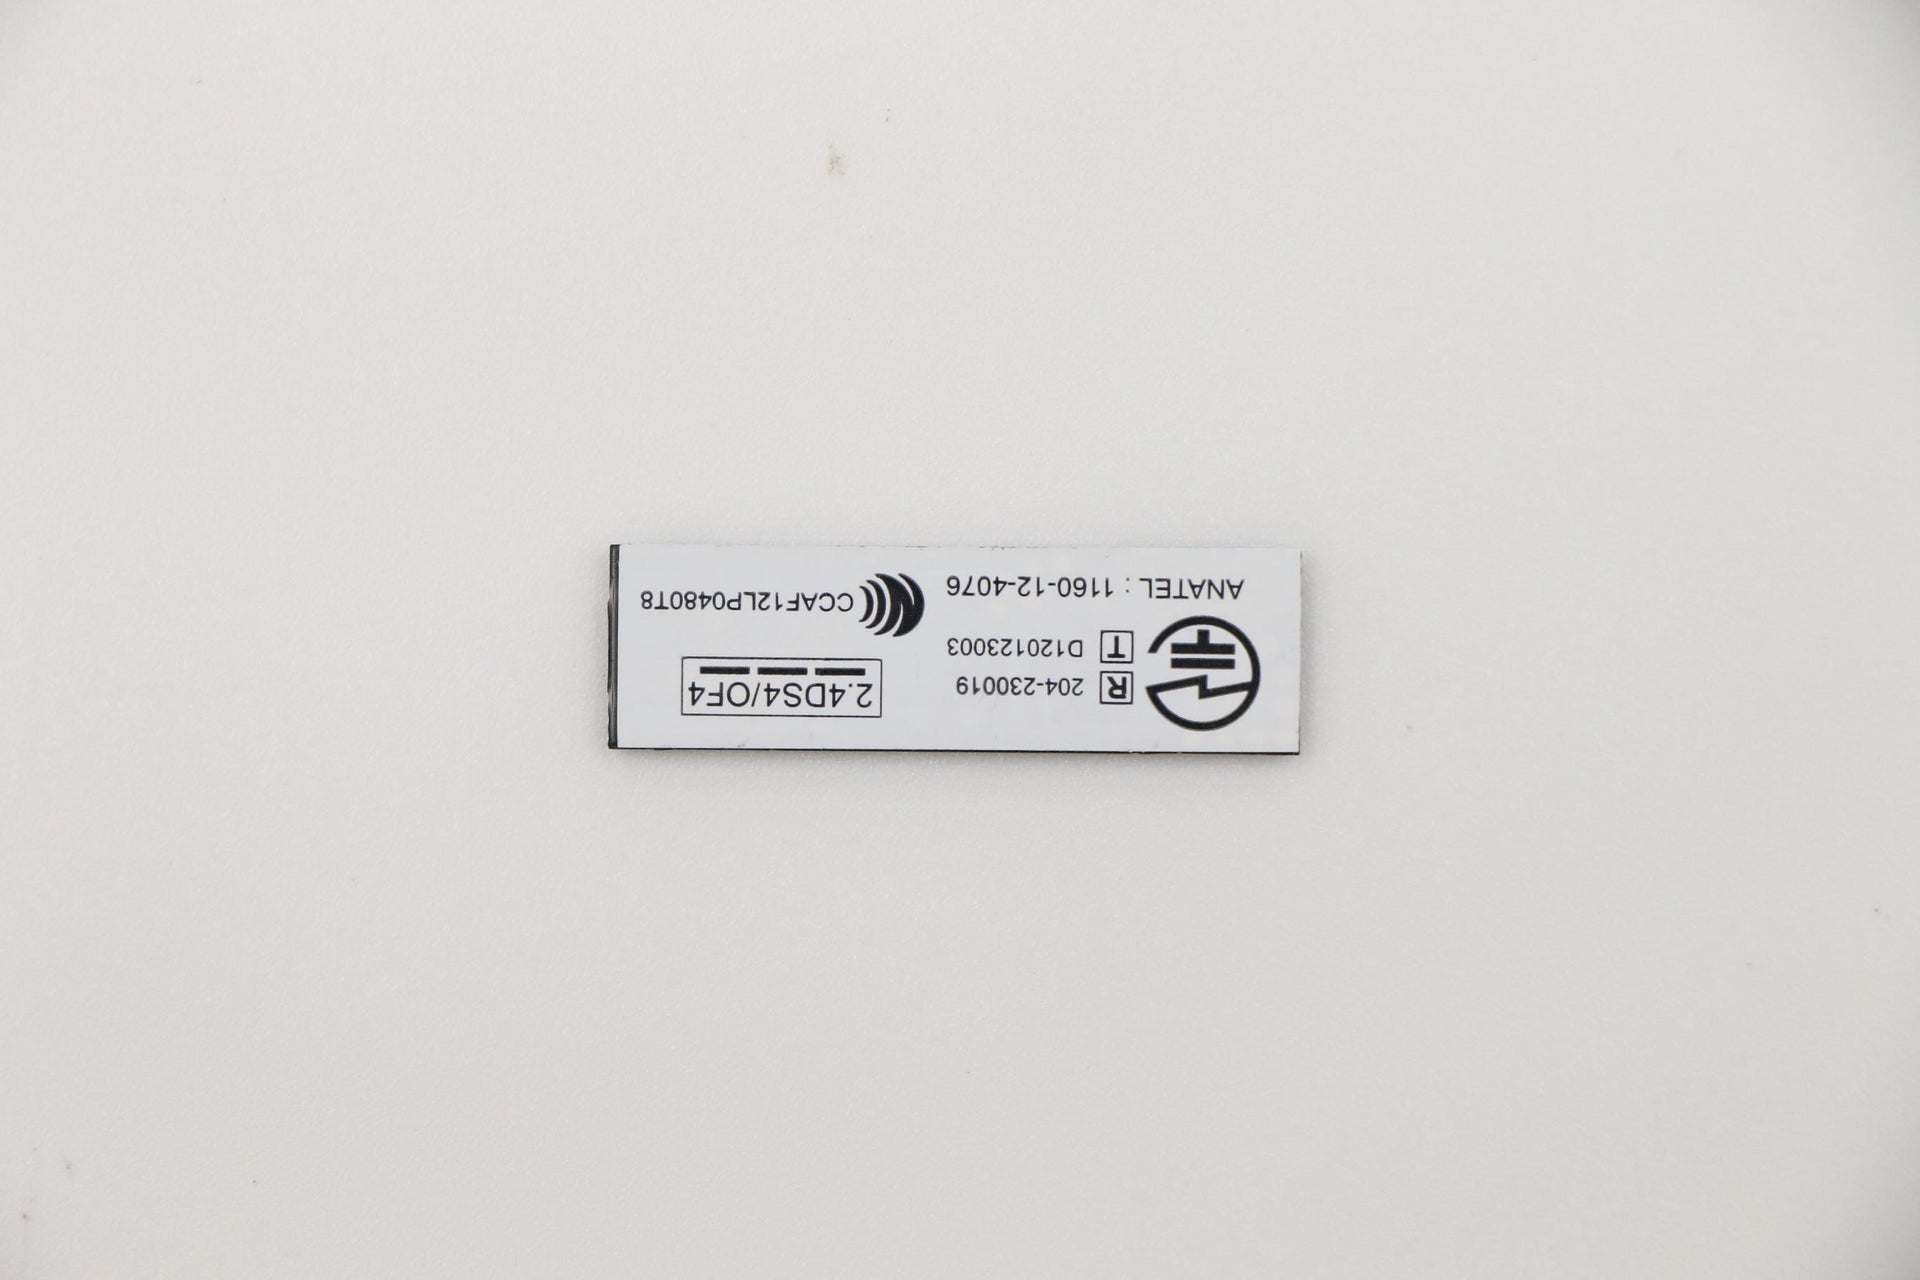 R 204-230019
T D120123003
ANATEL : 1160-12-4076
2.4DS4/OF4
CCAF12LP0480T8